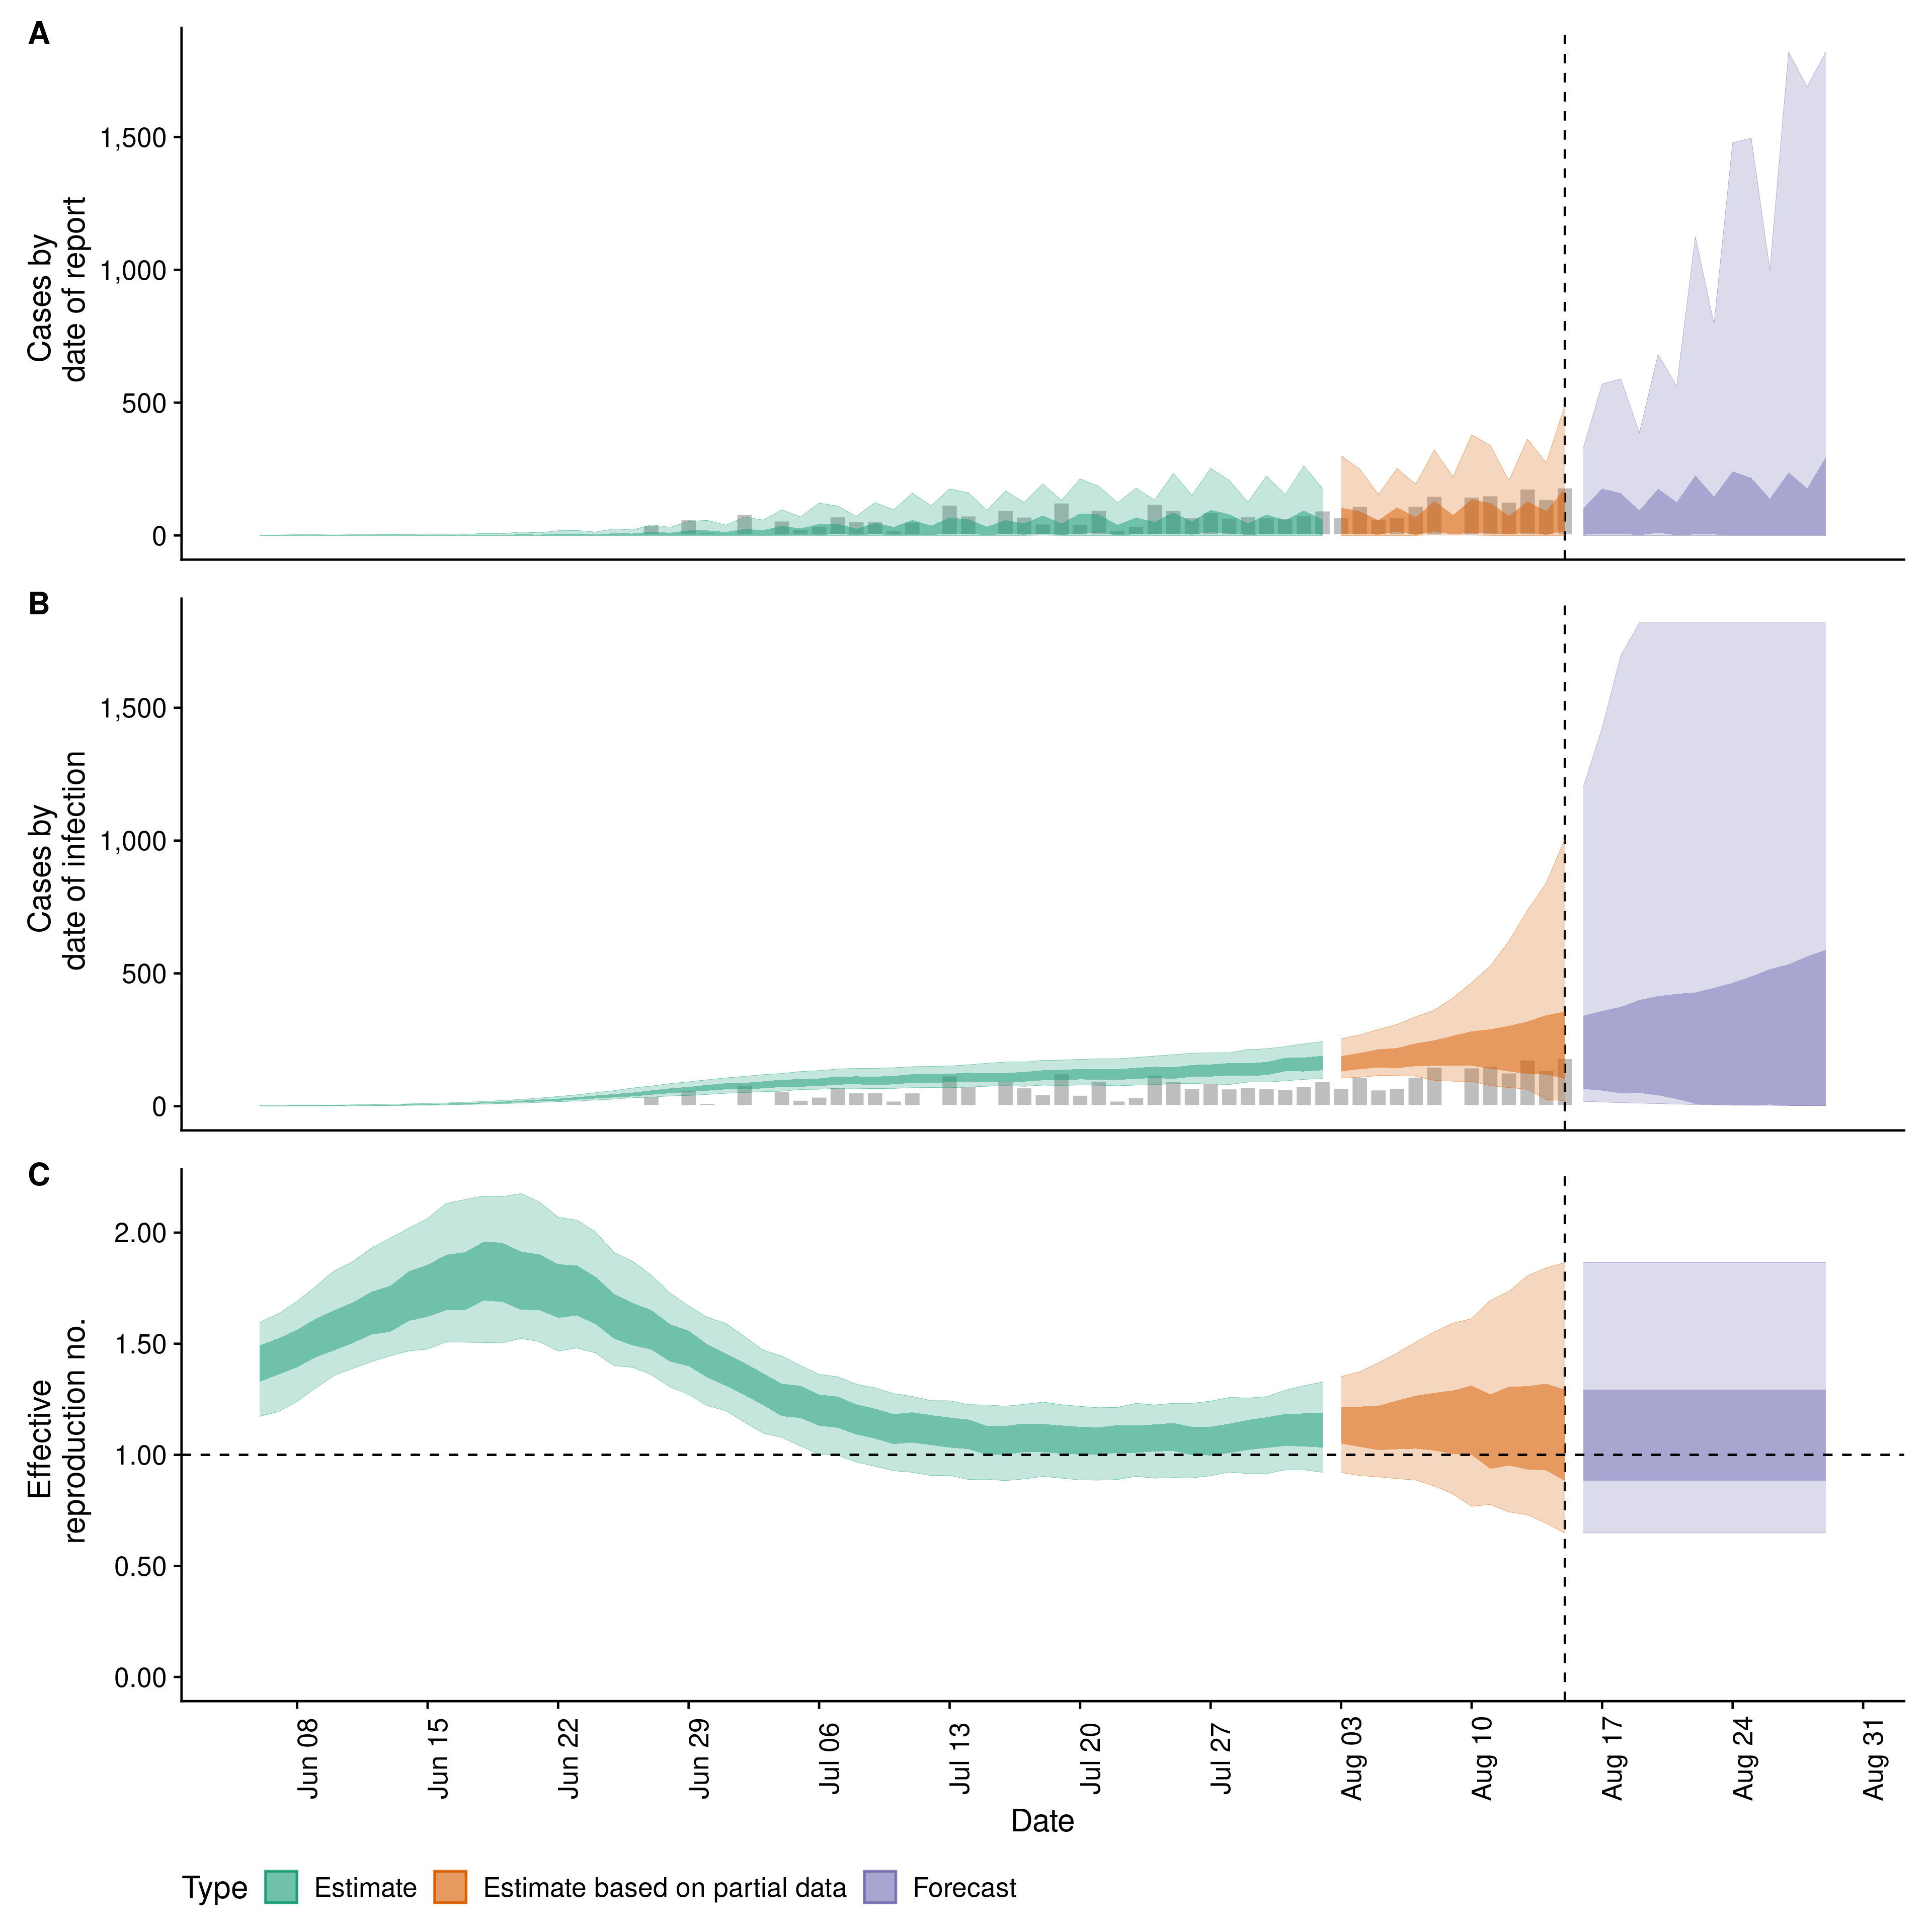 A
Cases by
date of report
1,500
1,000
500
0
B
Cases by
date of infection
1,500
1,000
500
0
C
Effective
reproduction no.
2.00
1.50
1.00
0.50
0.00
Jun 08
Jun 15
Jun 22
Jun 29
Jul 06
Jul 13
Jul 20
Jul 27
Aug 03
Aug 10
Aug 17
Aug 24
Aug 31
Date
Type Estimate Estimate based on partial data Forecast